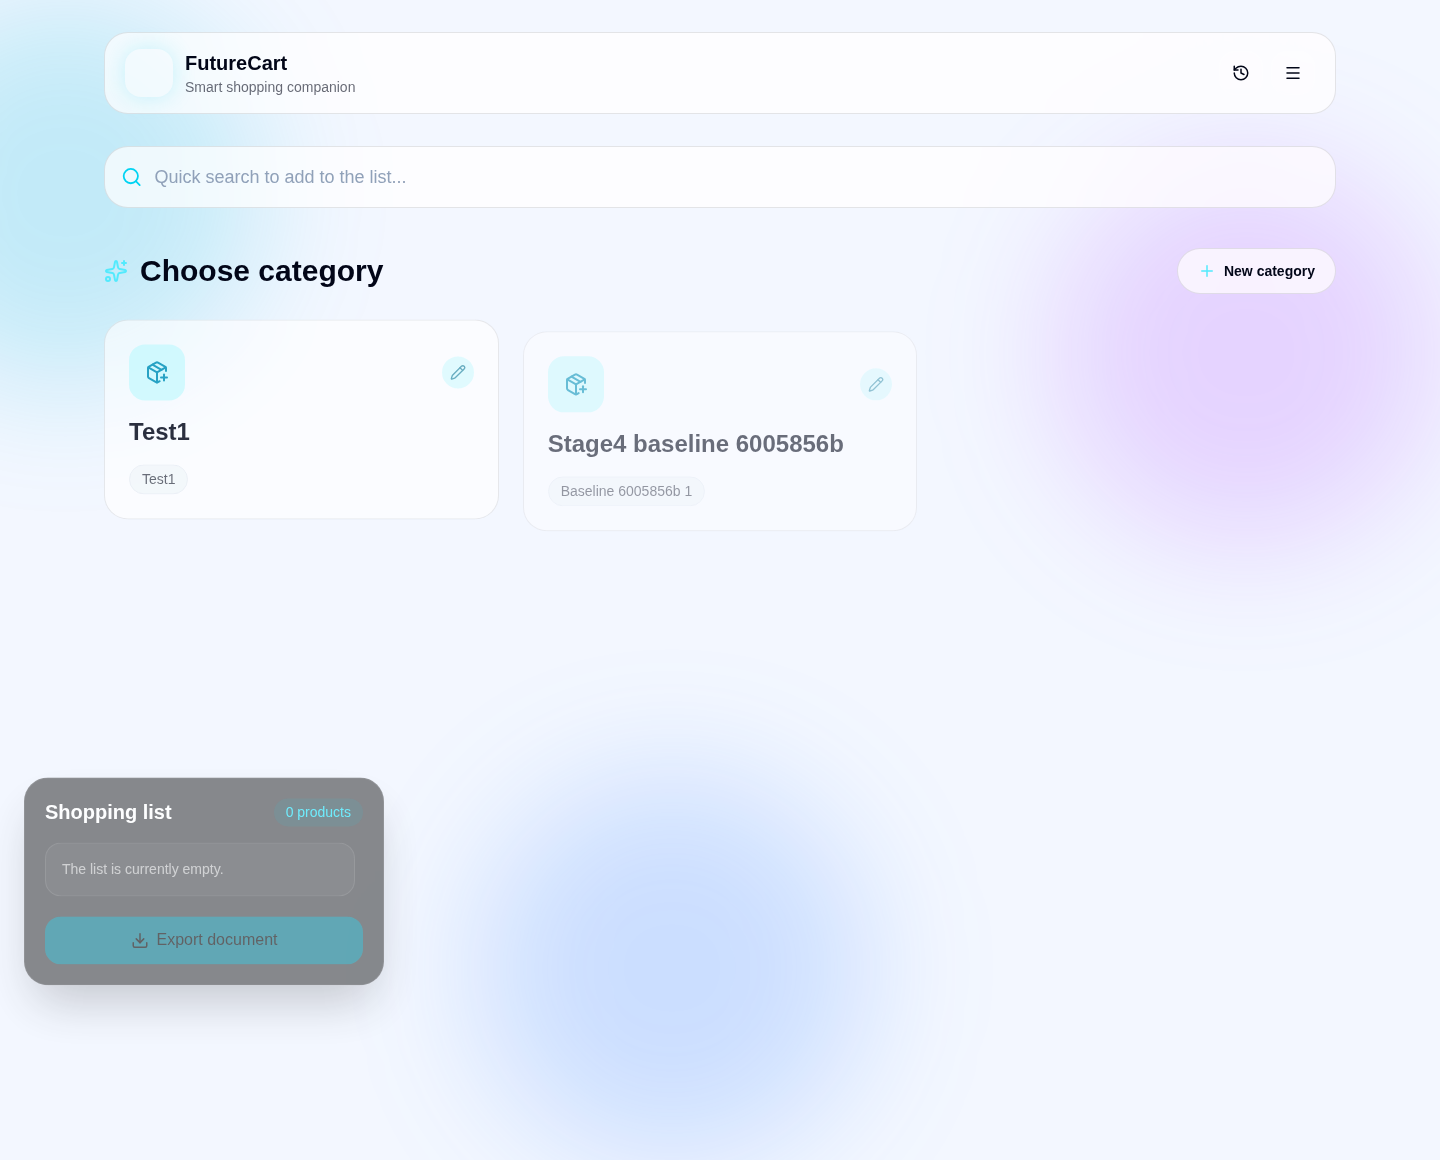 FutureCart
Smart shopping companion
Quick search to add to the list...
Choose category
New category
Test1
Test1
Stage4 baseline 6005856b
Baseline 6005856b 1
Shopping list
0 products
The list is currently empty.
Export document